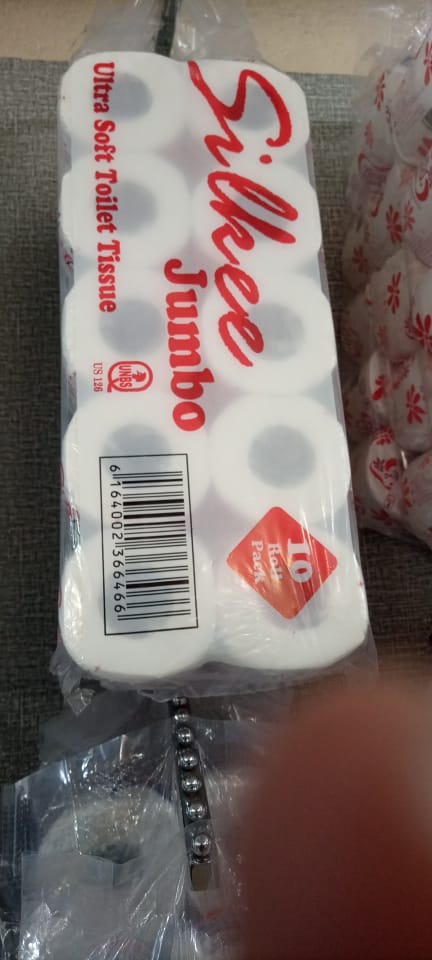 Silkee
Jumbo
Ultra Soft Toilet Tissue
UNBS
US 126
6164002366466
10
Roll
Pack